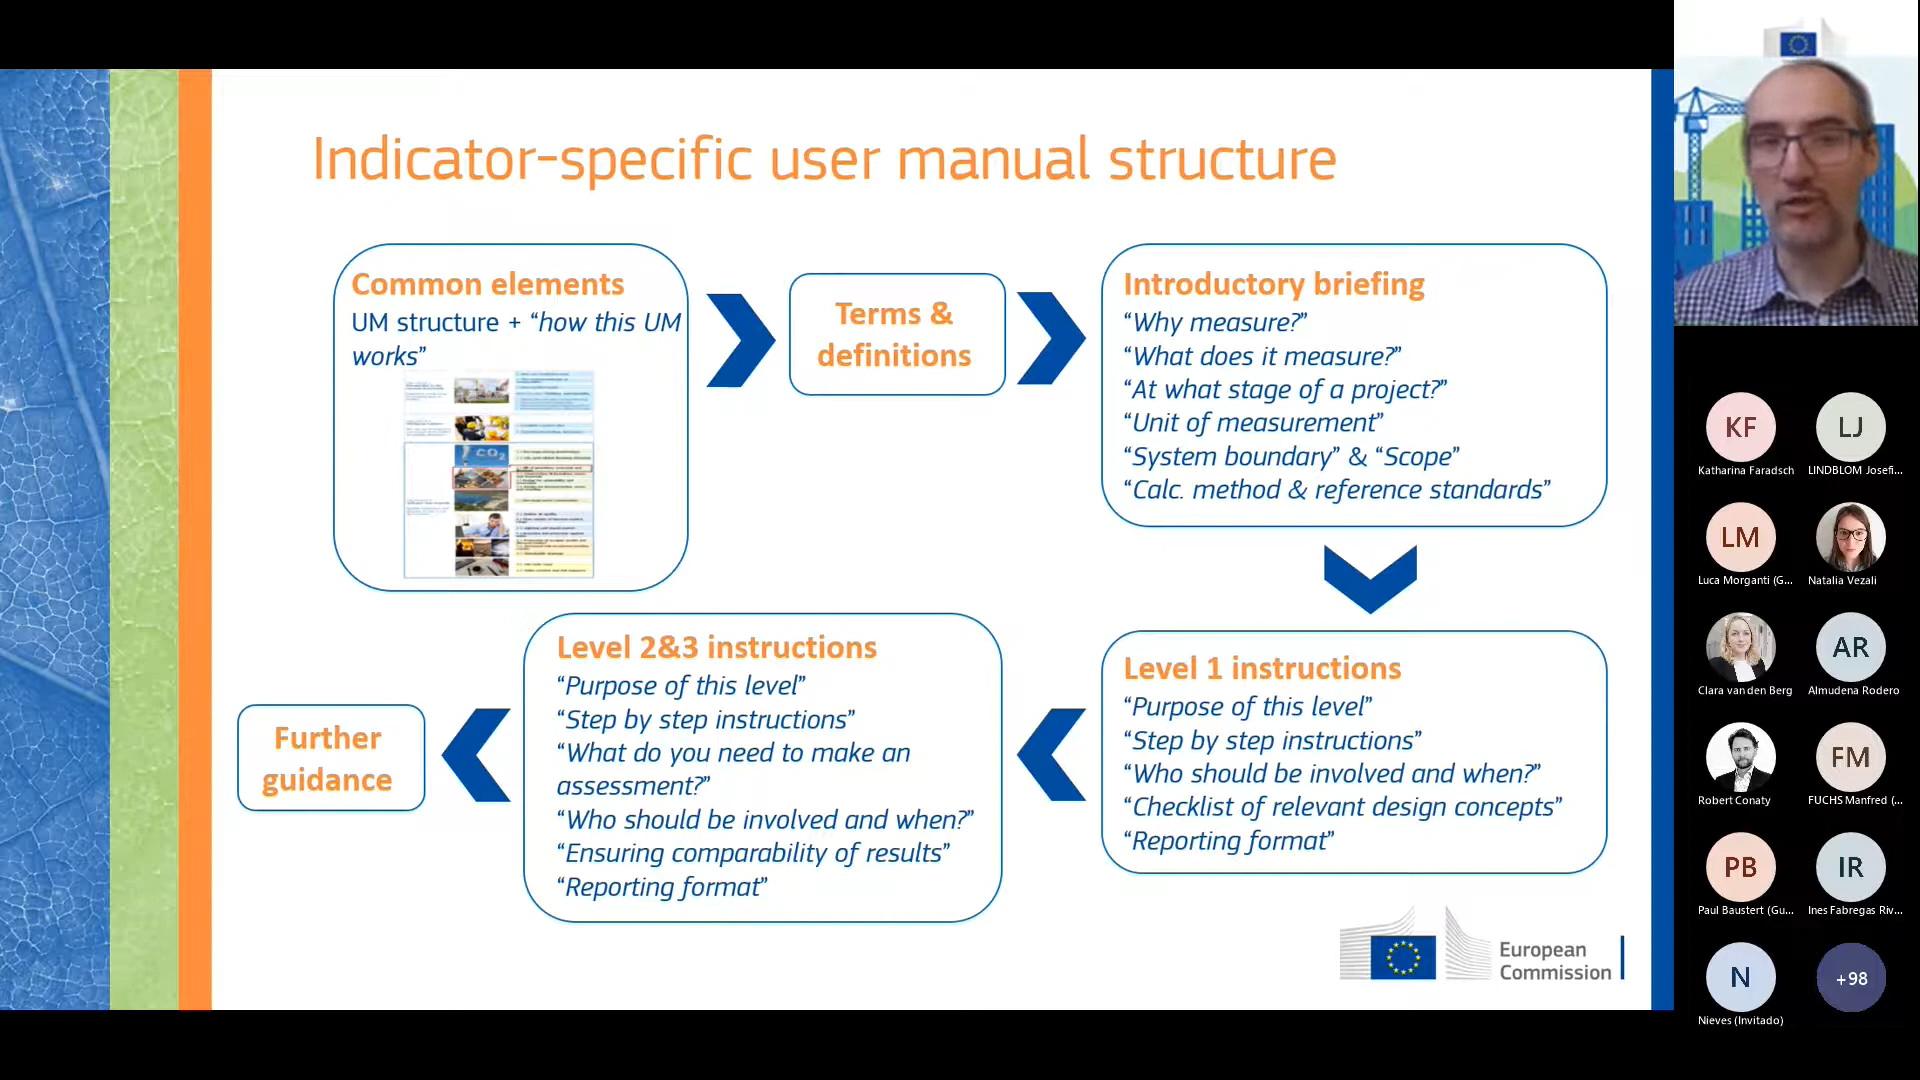 Indicator-specific user manual structure
Common elements
UM structure + “how this UM
works”
CO2
Terms &
definitions
Introductory briefing
“Why measure?”
“What does it measure?”
“At what stage of a project?”
“Unit of measurement”
“System boundary” & “Scope”
“Calc. method & reference standards”
Level 1 instructions
“Purpose of this level”
“Step by step instructions”
“Who should be involved and when?”
“Checklist of relevant design concepts”
“Reporting format”
Level 2&3 instructions
“Purpose of this level”
“Step by step instructions”
“What do you need to make an
assessment?”
“Who should be involved and when?”
“Ensuring comparability of results”
“Reporting format”
Further
guidance
European
Commission
KF
Katharina Faradsch
LJ
LINDBLOM Josefi...
LM
Luca Morganti (G...
Natalia Vezali
Clara van den Berg
AR
Almudena Rodero
Robert Conaty
FM
FUCHS Manfred (...
PB
Paul Baustert (Gu...
IR
Ines Fabregas Riv...
N
Nieves (Invitado)
+98